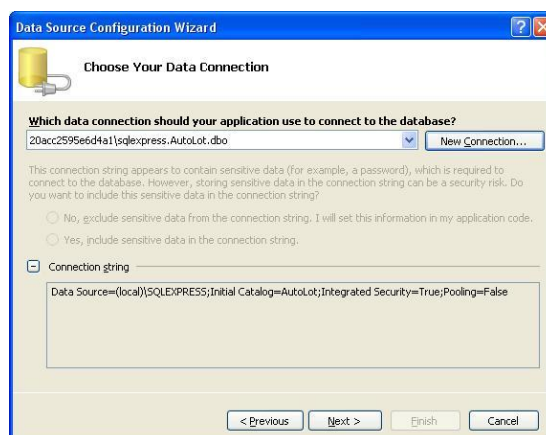 Data Source Configuration Wizard
Choose Your Data Connection
Which data connection should your application use to connect to the database?
20acc2595e6d4a1\sqlexpress.AutoLot.dbo
New Connection...
This connection string appears to contain sensitive data (for example, a password), which is required to
connect to the database. However, storing sensitive data in the connection string can be a security risk. Do
you want to include this sensitive data in the connection string?
No, exclude sensitive data from the connection string. I will set this information in my application code.
Yes, include sensitive data in the connection string.
Connection string
Data Source=(local)\SQLEXPRESS;Initial Catalog=AutoLot;Integrated Security=True;Pooling=False
< Previous
Next >
Finish
Cancel